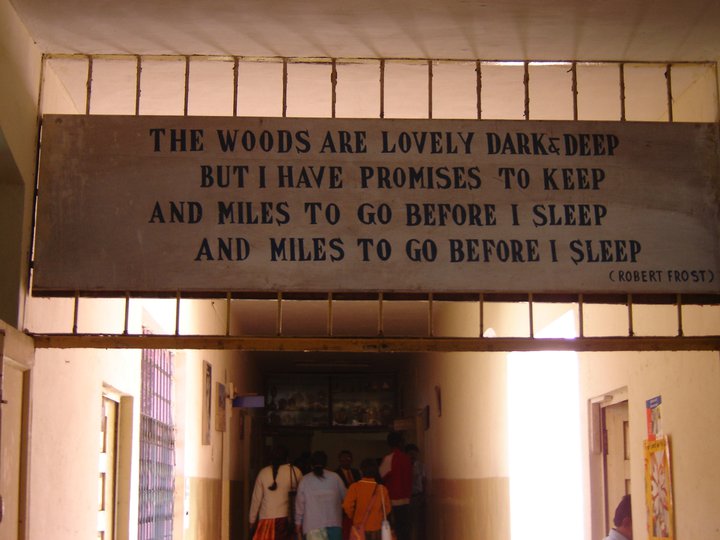 THE WOODS ARE LOVELY DARK & DEEP
BUT I HAVE PROMISES TO KEEP
AND MILES TO GO BEFORE I SLEEP
AND MILES TO GO BEFORE I SLEEP
(ROBERT FROST)